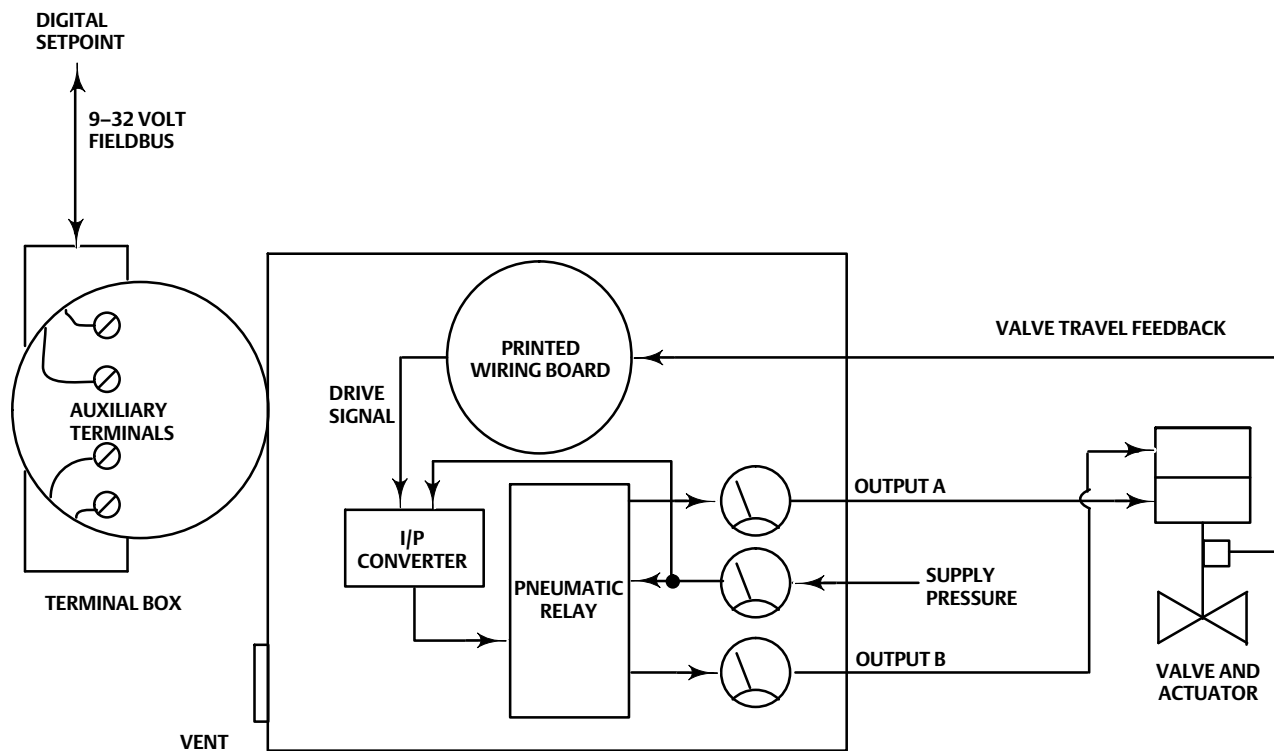 DIGITAL
SETPOINT
9–32 VOLT
FIELDBUS
AUXILIARY
TERMINALS
TERMINAL BOX
VENT
PRINTED
WIRING BOARD
DRIVE
SIGNAL
I/P
CONVERTER
PNEUMATIC
RELAY
VALVE TRAVEL FEEDBACK
OUTPUT A
SUPPLY
PRESSURE
OUTPUT B
VALVE AND
ACTUATOR